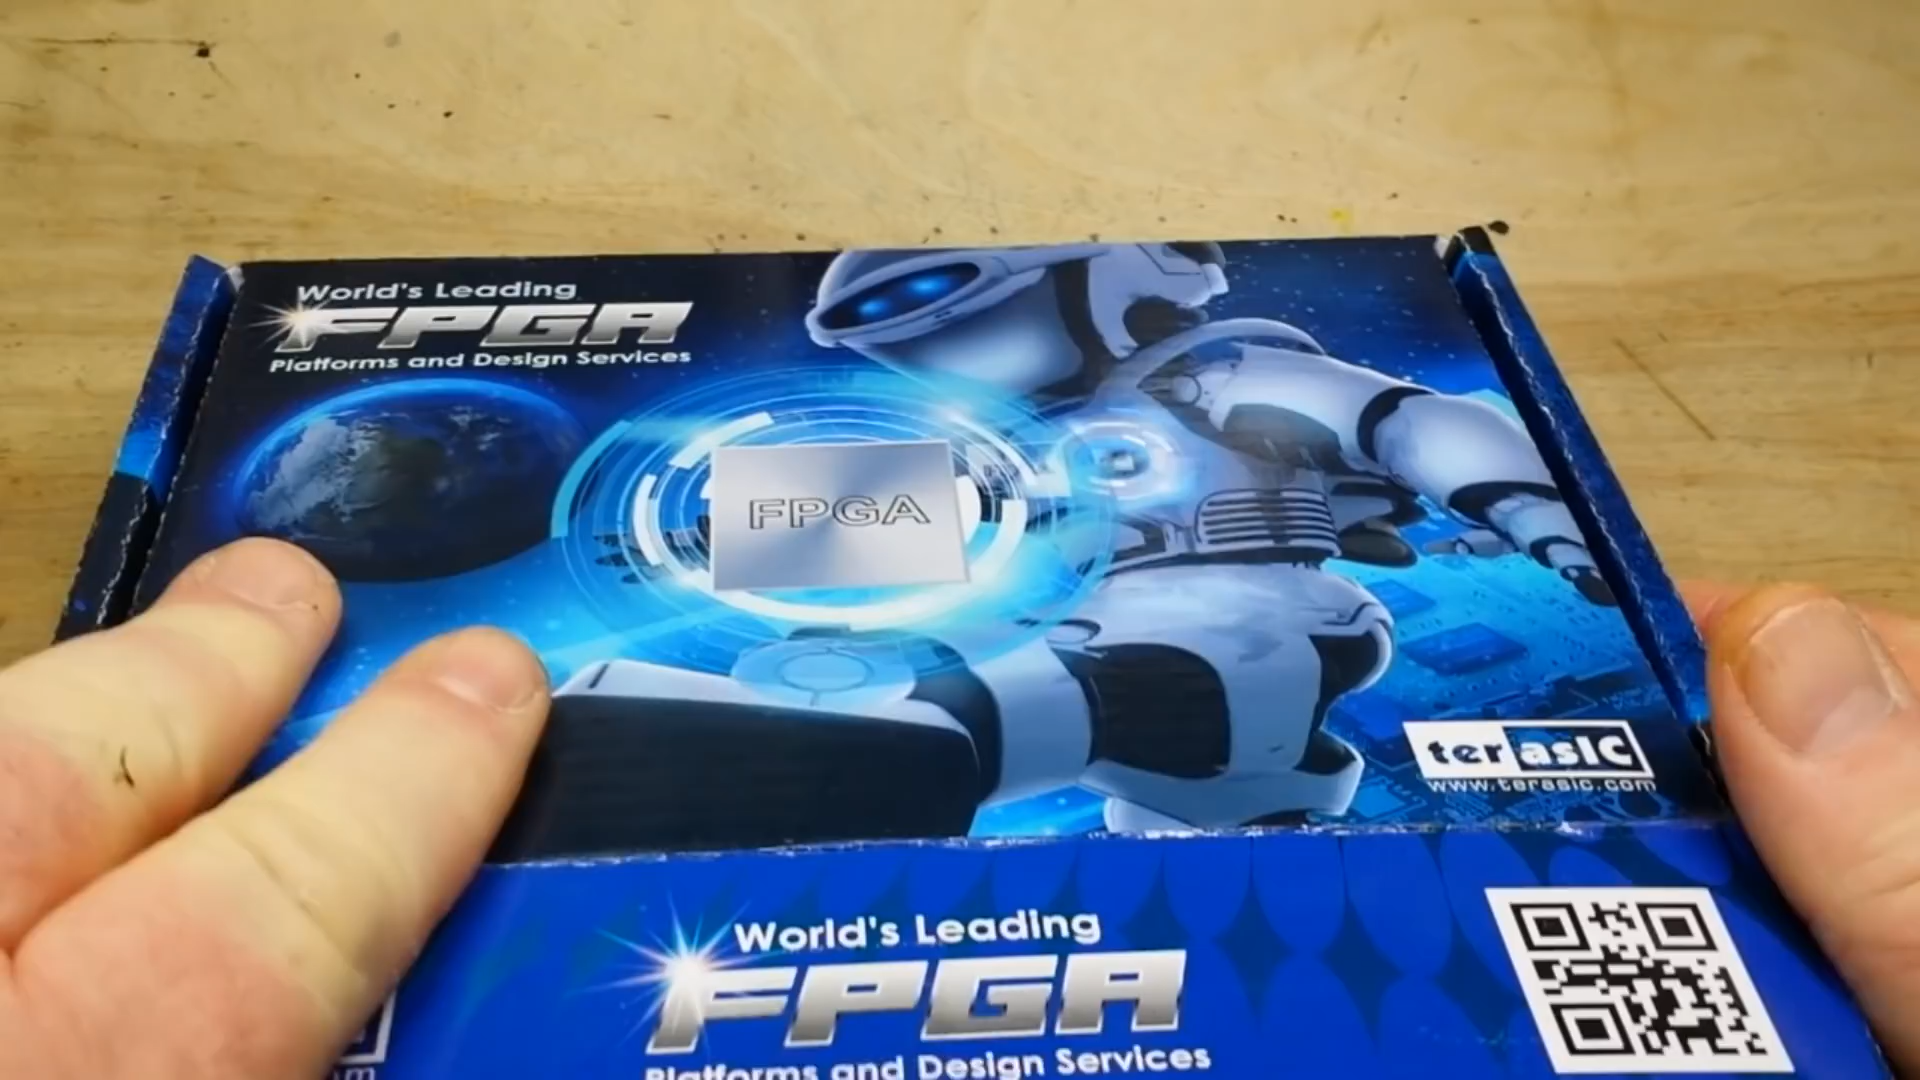 World's Leading
FPGA
Platforms and Design Services
FPGA
terasIC
www.terasic.com
World's Leading
FPGA
Platforms and Design Services